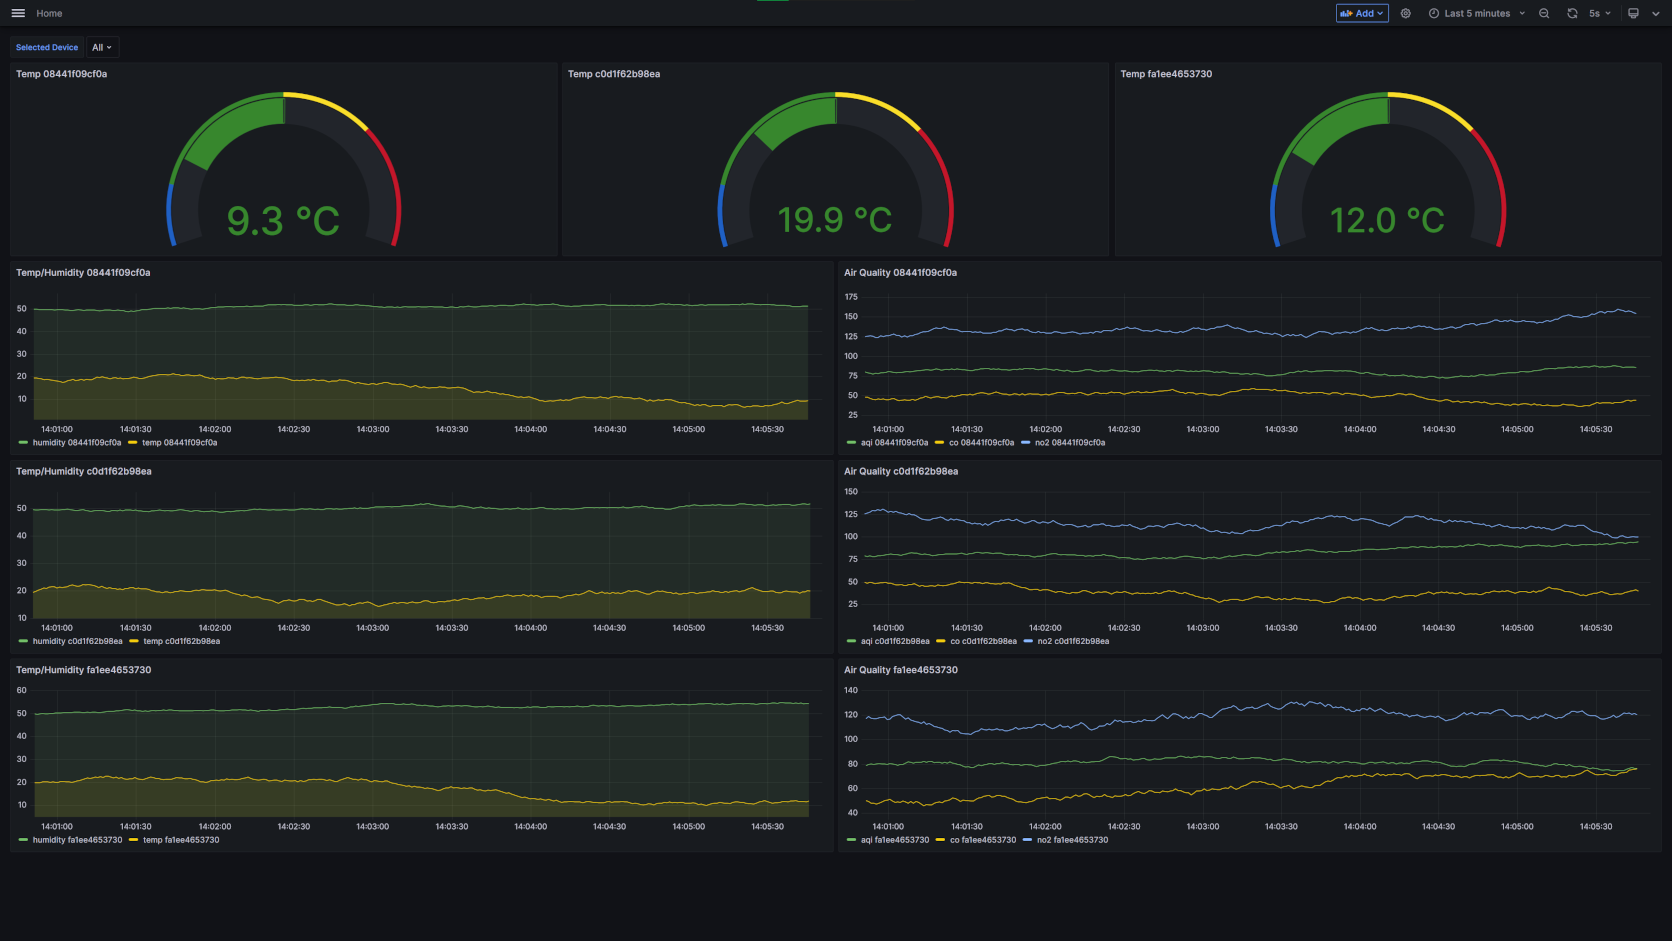 Home
Add
Last 5 minutes
5s
Selected Device All
Temp 08441f09cf0a
9.3 °C
Temp c0d1f62b98ea
19.9 °C
Temp fa1ee4653730
12.0 °C
Temp/Humidity 08441f09cf0a
50
40
30
20
10
14:01:00 14:01:30 14:02:00 14:02:30 14:03:00 14:03:30 14:04:00 14:04:30 14:05:00 14:05:30
humidity 08441f09cf0a temp 08441f09cf0a
Air Quality 08441f09cf0a
175
150
125
100
75
50
25
14:01:00 14:01:30 14:02:00 14:02:30 14:03:00 14:03:30 14:04:00 14:04:30 14:05:00 14:05:30
aqi 08441f09cf0a co 08441f09cf0a no2 08441f09cf0a
Temp/Humidity c0d1f62b98ea
50
40
30
20
10
14:01:00 14:01:30 14:02:00 14:02:30 14:03:00 14:03:30 14:04:00 14:04:30 14:05:00 14:05:30
humidity c0d1f62b98ea temp c0d1f62b98ea
Air Quality c0d1f62b98ea
150
125
100
75
50
25
14:01:00 14:01:30 14:02:00 14:02:30 14:03:00 14:03:30 14:04:00 14:04:30 14:05:00 14:05:30
aqi c0d1f62b98ea co c0d1f62b98ea no2 c0d1f62b98ea
Temp/Humidity fa1ee4653730
60
50
40
30
20
10
14:01:00 14:01:30 14:02:00 14:02:30 14:03:00 14:03:30 14:04:00 14:04:30 14:05:00 14:05:30
humidity fa1ee4653730 temp fa1ee4653730
Air Quality fa1ee4653730
140
120
100
80
60
40
14:01:00 14:01:30 14:02:00 14:02:30 14:03:00 14:03:30 14:04:00 14:04:30 14:05:00 14:05:30
aqi fa1ee4653730 co fa1ee4653730 no2 fa1ee4653730